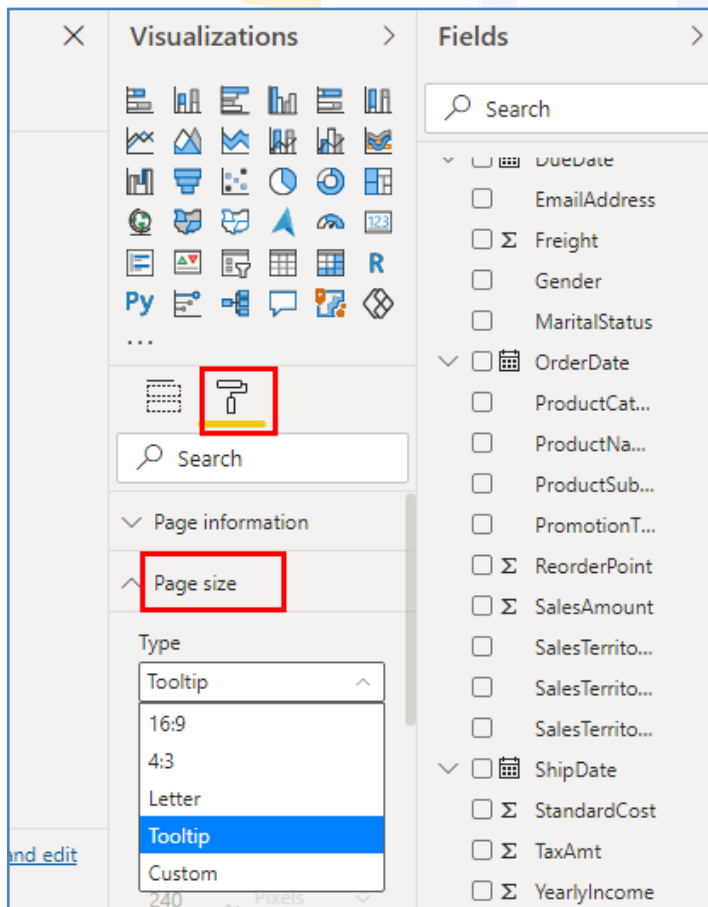 Visualizations
Fields
Search
DueDate
EmailAddress
Σ Freight
Gender
MaritalStatus
OrderDate
ProductCat...
ProductNa...
ProductSub...
PromotionT...
Σ ReorderPoint
Σ SalesAmount
SalesTerrito...
SalesTerrito...
SalesTerrito...
ShipDate
Σ StandardCost
Σ TaxAmt
Σ YearlyIncome
123
R
Py
...
Search
Page information
Page size
Type
Tooltip
16:9
4:3
Letter
Tooltip
Custom
240 Pixels
and edit